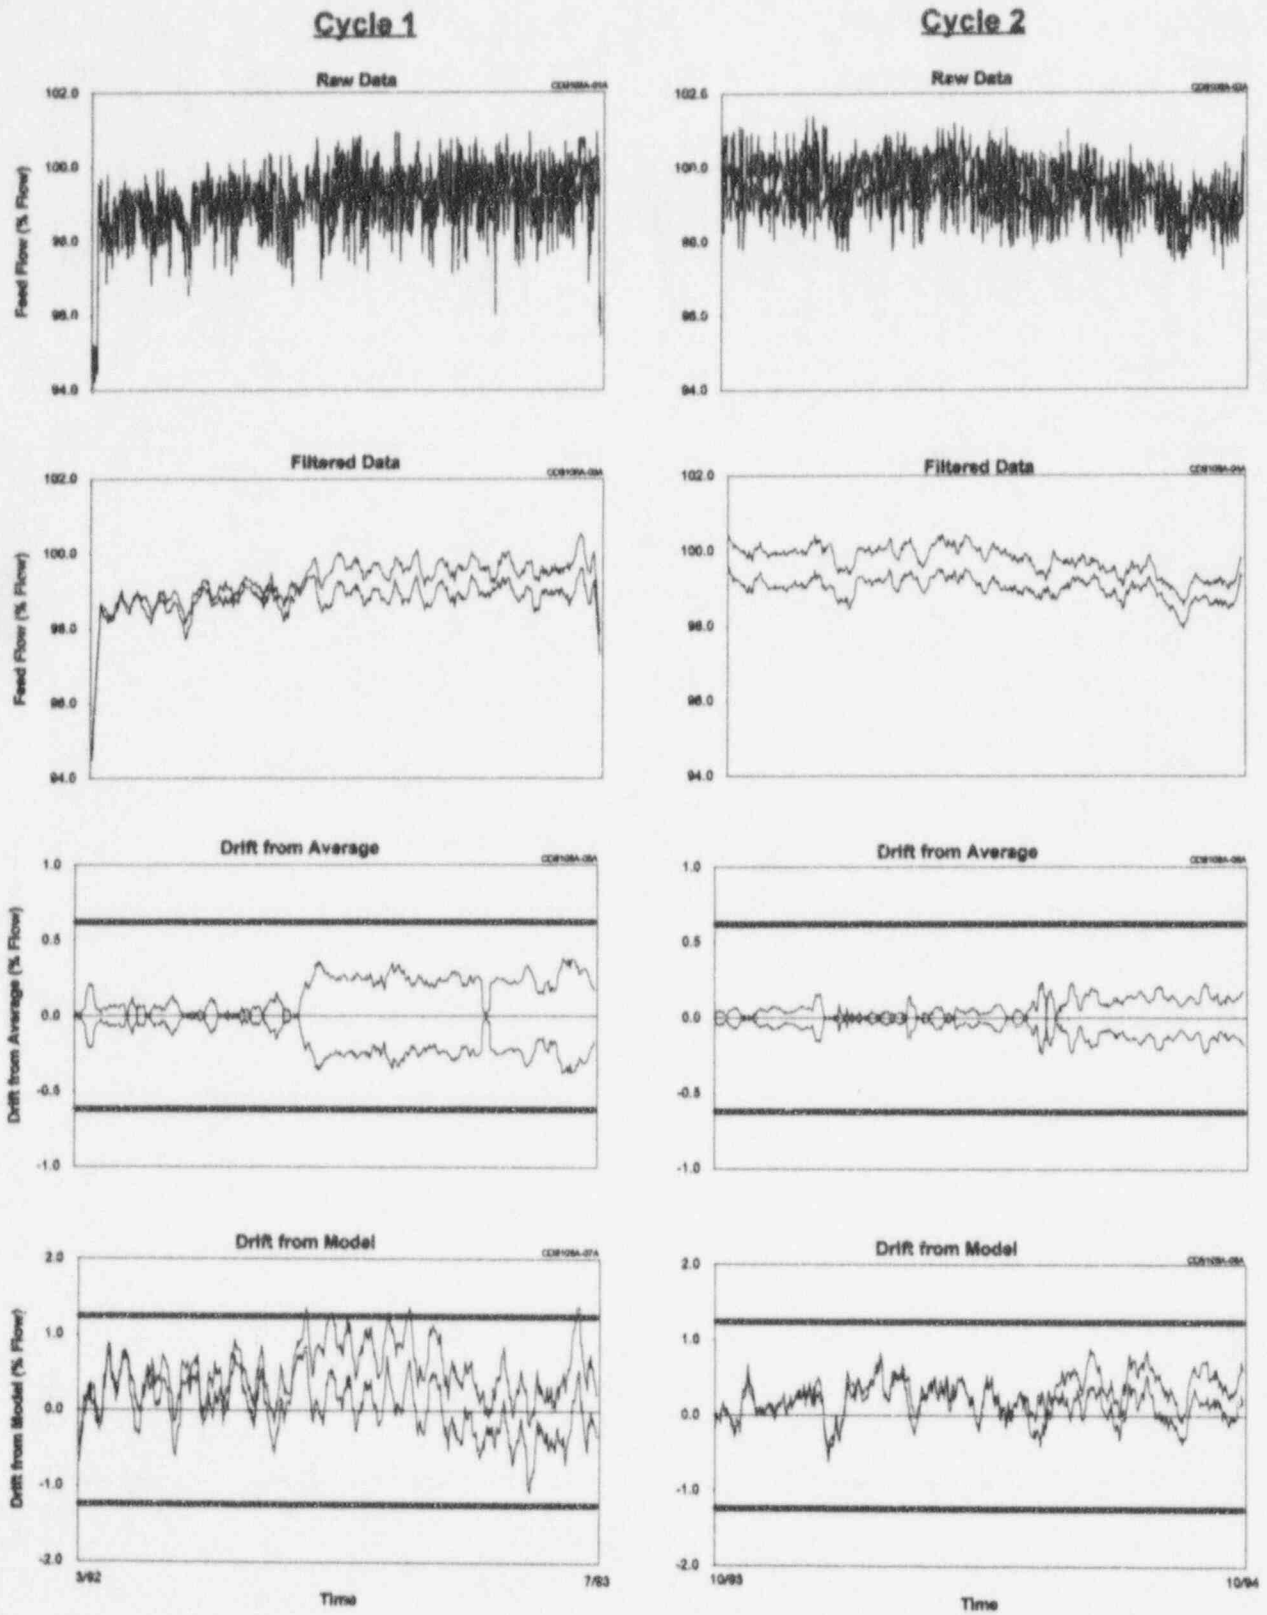 Cycle 1
Raw Data
102.0
100.0
98.0
96.0
94.0
Feed Flow (% Flow)
Filtered Data
102.0
100.0
98.0
96.0
94.0
Feed Flow (% Flow)
Drift from Average
1.0
0.5
0.0
-0.5
-1.0
Drift from Average (% Flow)
Drift from Model
2.0
1.0
0.0
-1.0
-2.0
Drift from Model (% Flow)
3/92
7/93
Time
Cycle 2
Raw Data
100.0
98.0
94.0
Filtered Data
102.0
100.0
98.0
96.0
94.0
Drift from Average
1.0
0.5
0.0
-0.5
-1.0
Drift from Model
2.0
1.0
0.0
-1.0
-2.0
10/93
10/94
Time